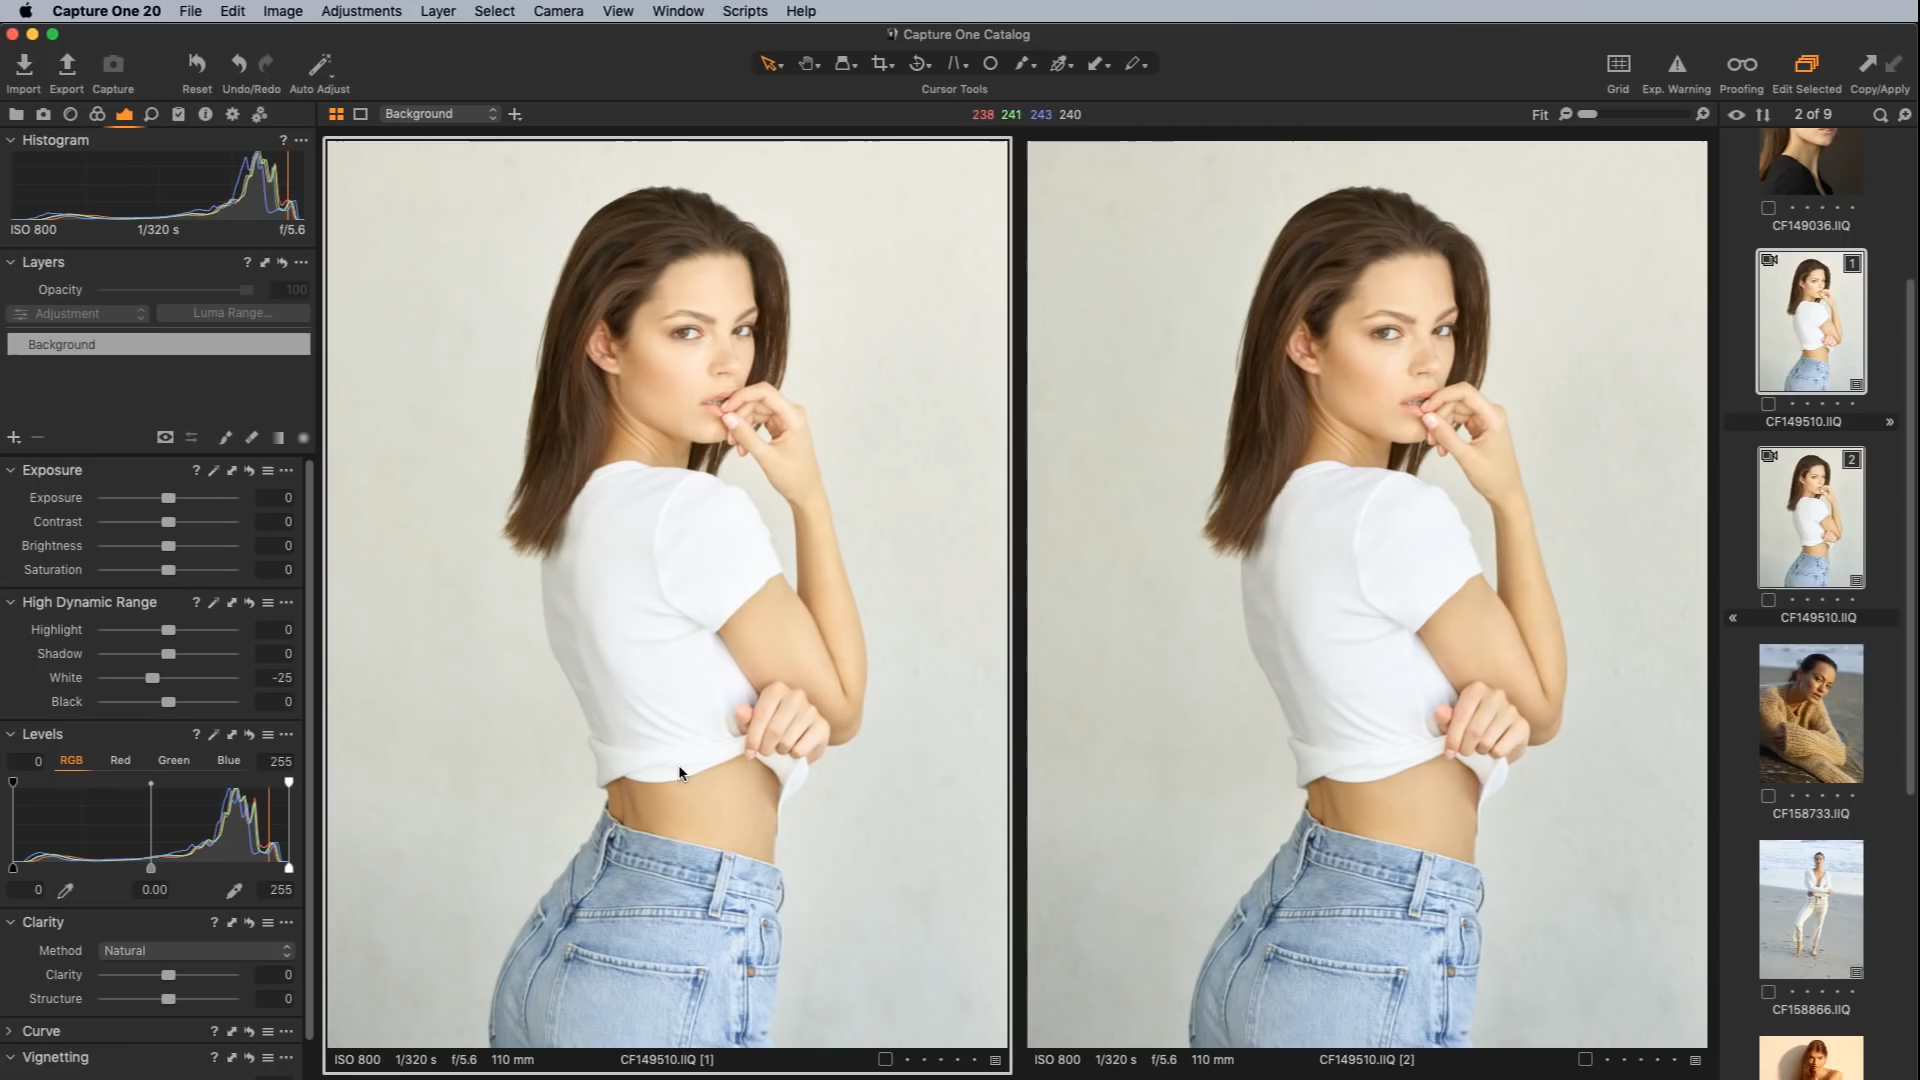 Capture One 20 File Edit Image Adjustments Layer Select Camera View Window Scripts Help
Capture One Catalog
Import Export Capture Reset Undo/Redo Auto Adjust Cursor Tools Grid Exp. Warning Proofing Edit Selected Copy/Apply
Background 238 241 243 240 Fit 2 of 9
Histogram ?
ISO 800 1/320 s f/5.6
Layers ?
Opacity 100
Adjustment Luma Range...
Background
Exposure ?
Exposure 0
Contrast 0
Brightness 0
Saturation 0
High Dynamic Range ?
Highlight 0
Shadow 0
White -25
Black 0
Levels ?
0 RGB Red Green Blue 255
0 0.00 255
Clarity ?
Method Natural
Clarity 0
Structure 0
Curve ?
Vignetting ?
ISO 800 1/320 s f/5.6 110 mm CF149510.IIQ [1]
ISO 800 1/320 s f/5.6 110 mm CF149510.IIQ [2]
CF149036.IIQ
1
CF149510.IIQ »
2
« CF149510.IIQ
CF158733.IIQ
CF158866.IIQ